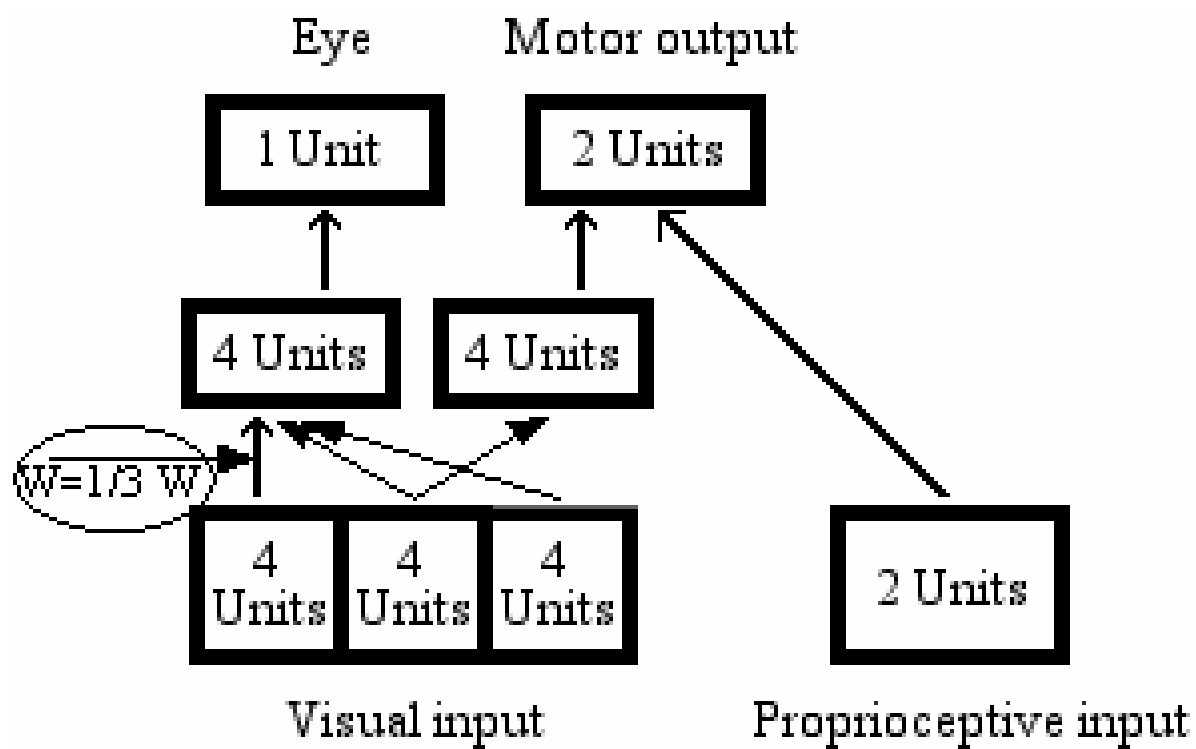 Eye
Motor output
1 Unit
2 Units
4 Units
4 Units
W=1/3 W
4
Units
4
Units
4
Units
2 Units
Visual input
Proprioceptive input